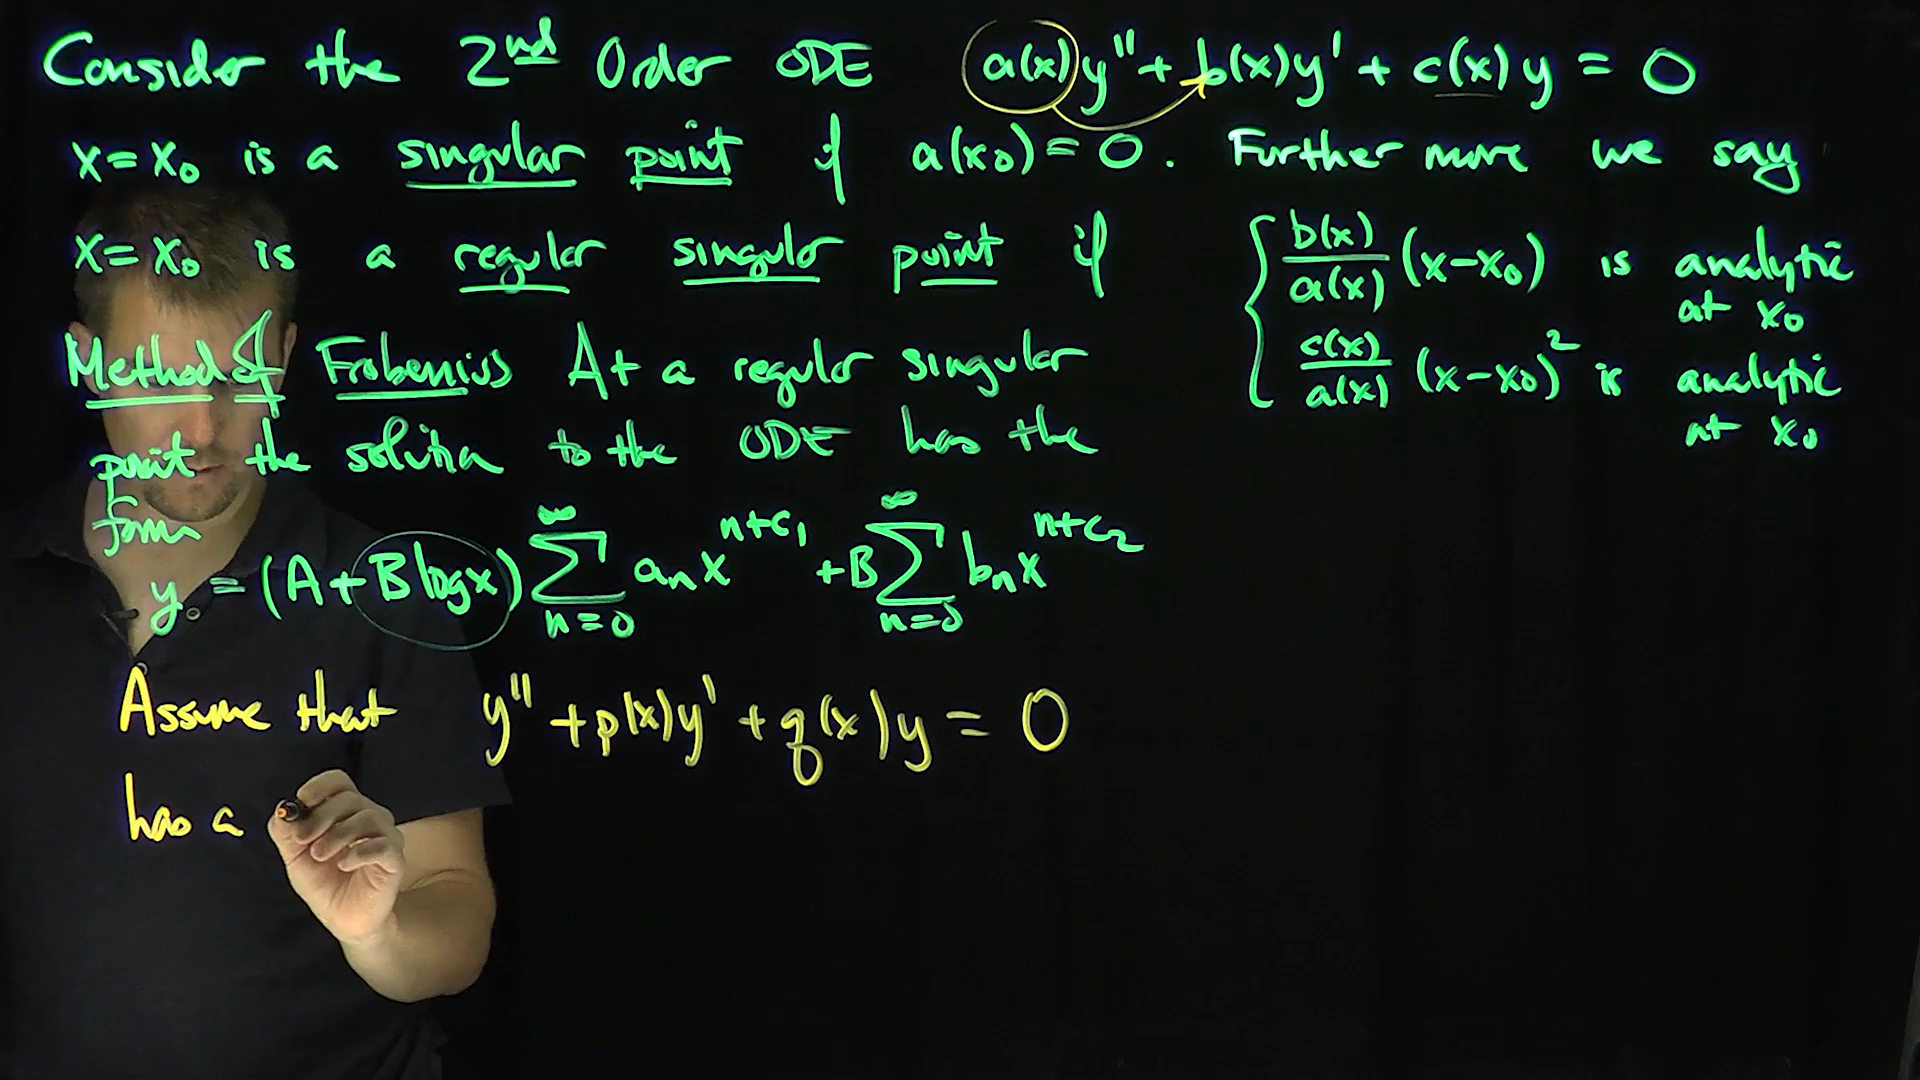 Consider the 2nd Order ODE a(x)y'' + b(x)y' + c(x)y = 0
x = x₀ is a singular point if a(x₀) = 0. Further more we say
x = x₀ is a regular singular point if { b(x)/a(x) (x-x₀) is analytic at x₀
c(x)/a(x) (x-x₀)² is analytic at x₀
Method of Frobenius At a regular singular
point the solution to the ODE has the
form
y = (A + B log x) ∑_{n=0}^{∞} aₙ x^{n+c₁} + B ∑_{n=0}^{∞} bₙ x^{n+c₂}
Assume that y'' + p(x)y' + q(x)y = 0
has a